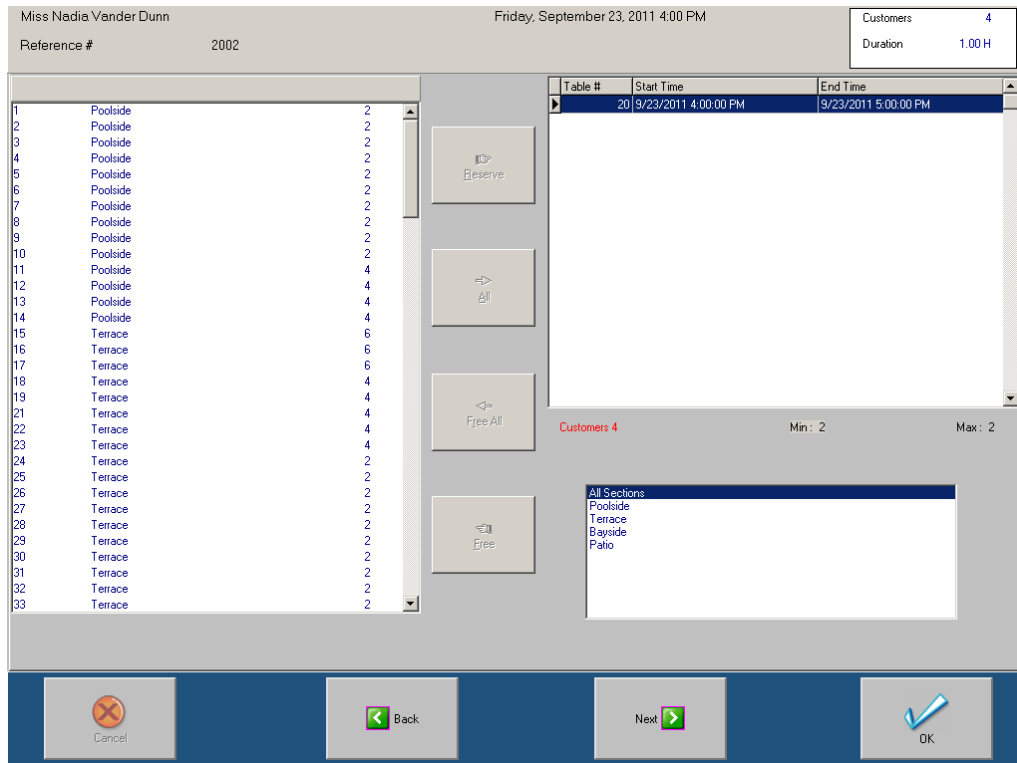 Miss Nadia Vander Dunn Friday, September 23, 2011 4:00 PM Customers 4
Reference # 2002 Duration 1.00 H
Table # Start Time End Time
20 9/23/2011 4:00:00 PM 9/23/2011 5:00:00 PM
1 Poolside 2
2 Poolside 2
3 Poolside 2
4 Poolside 2
5 Poolside 2
6 Poolside 2
7 Poolside 2
8 Poolside 2
9 Poolside 2
10 Poolside 2
11 Poolside 4
12 Poolside 4
13 Poolside 4
14 Poolside 4
15 Terrace 6
16 Terrace 6
17 Terrace 6
18 Terrace 4
19 Terrace 4
21 Terrace 4
22 Terrace 4
23 Terrace 4
24 Terrace 2
25 Terrace 2
26 Terrace 2
27 Terrace 2
28 Terrace 2
29 Terrace 2
30 Terrace 2
31 Terrace 2
32 Terrace 2
33 Terrace 2
Reserve
All
Free All
Free
Customers 4 Min : 2 Max : 2
All Sections
Poolside
Terrace
Bayside
Patio
Cancel
Back
Next
OK